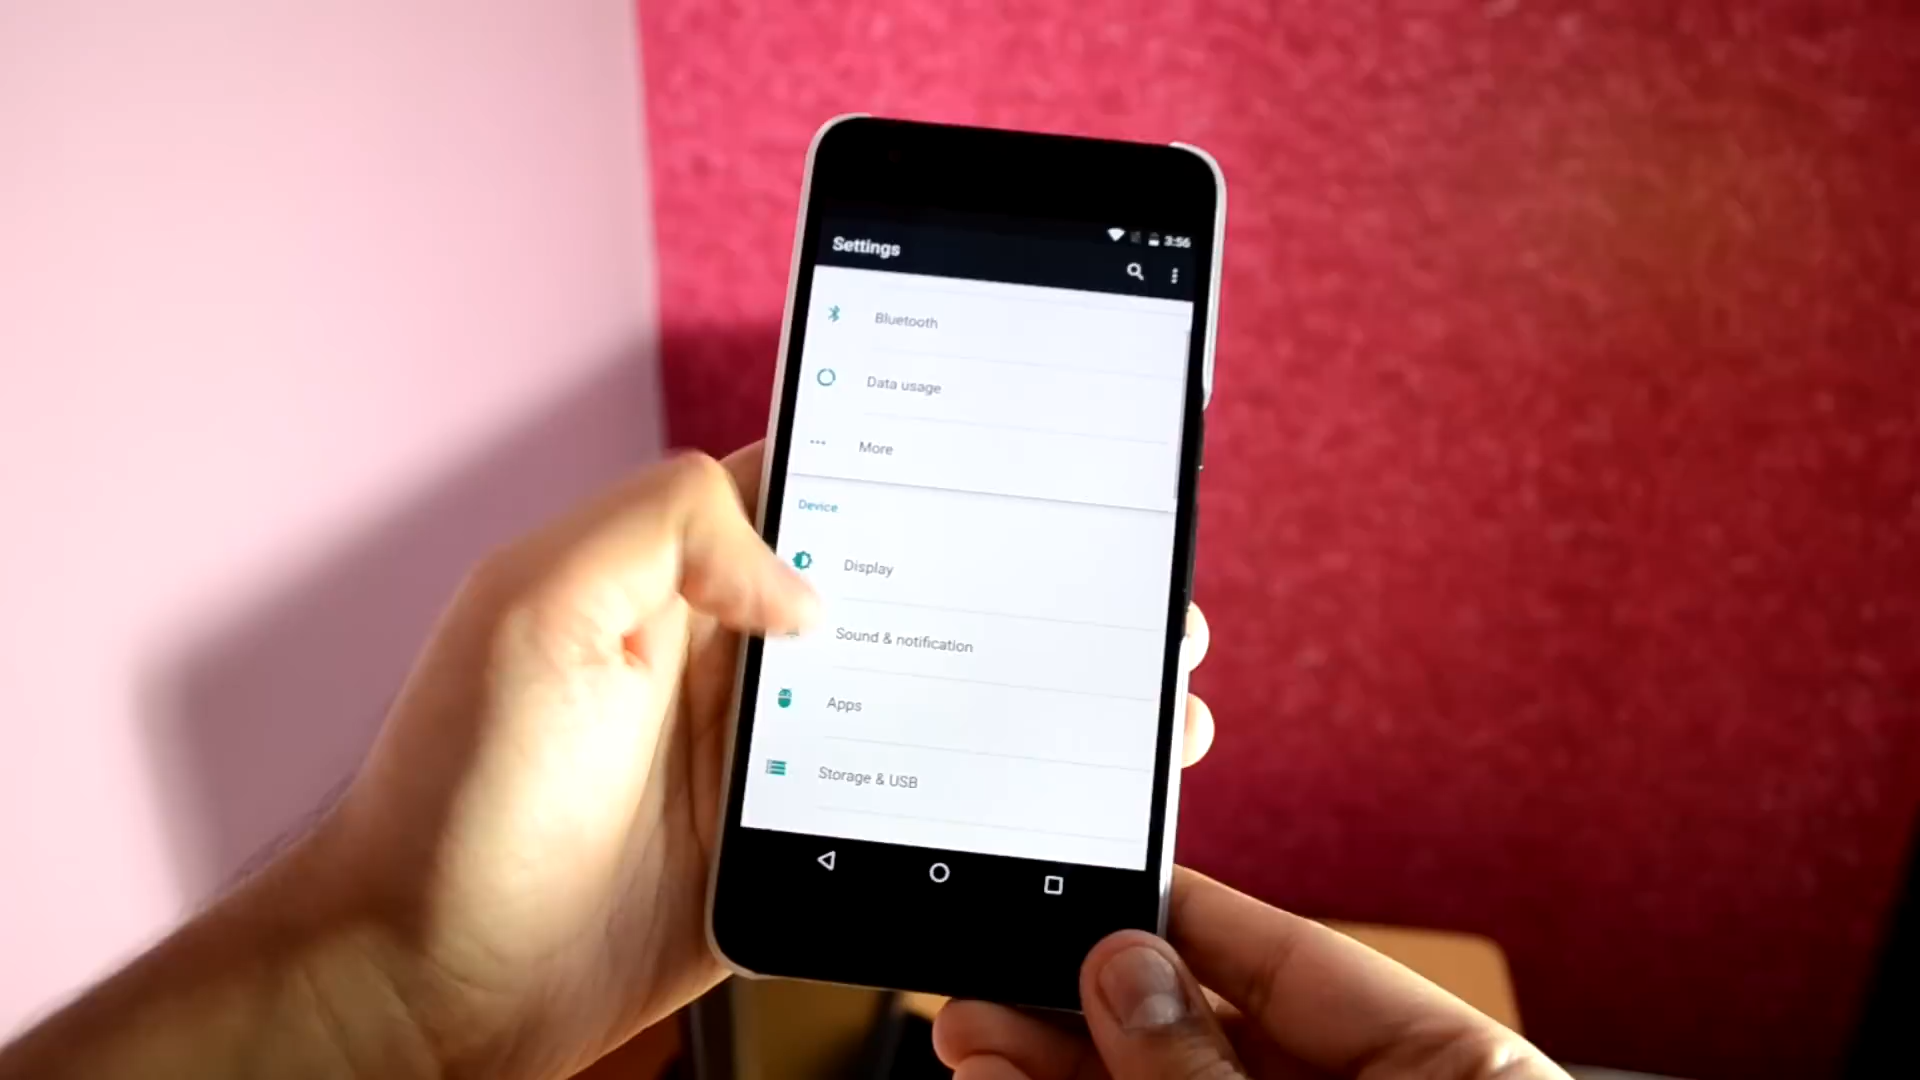 3:56
Settings
Bluetooth
Data usage
More
Device
Display
Sound & notification
Apps
Storage & USB